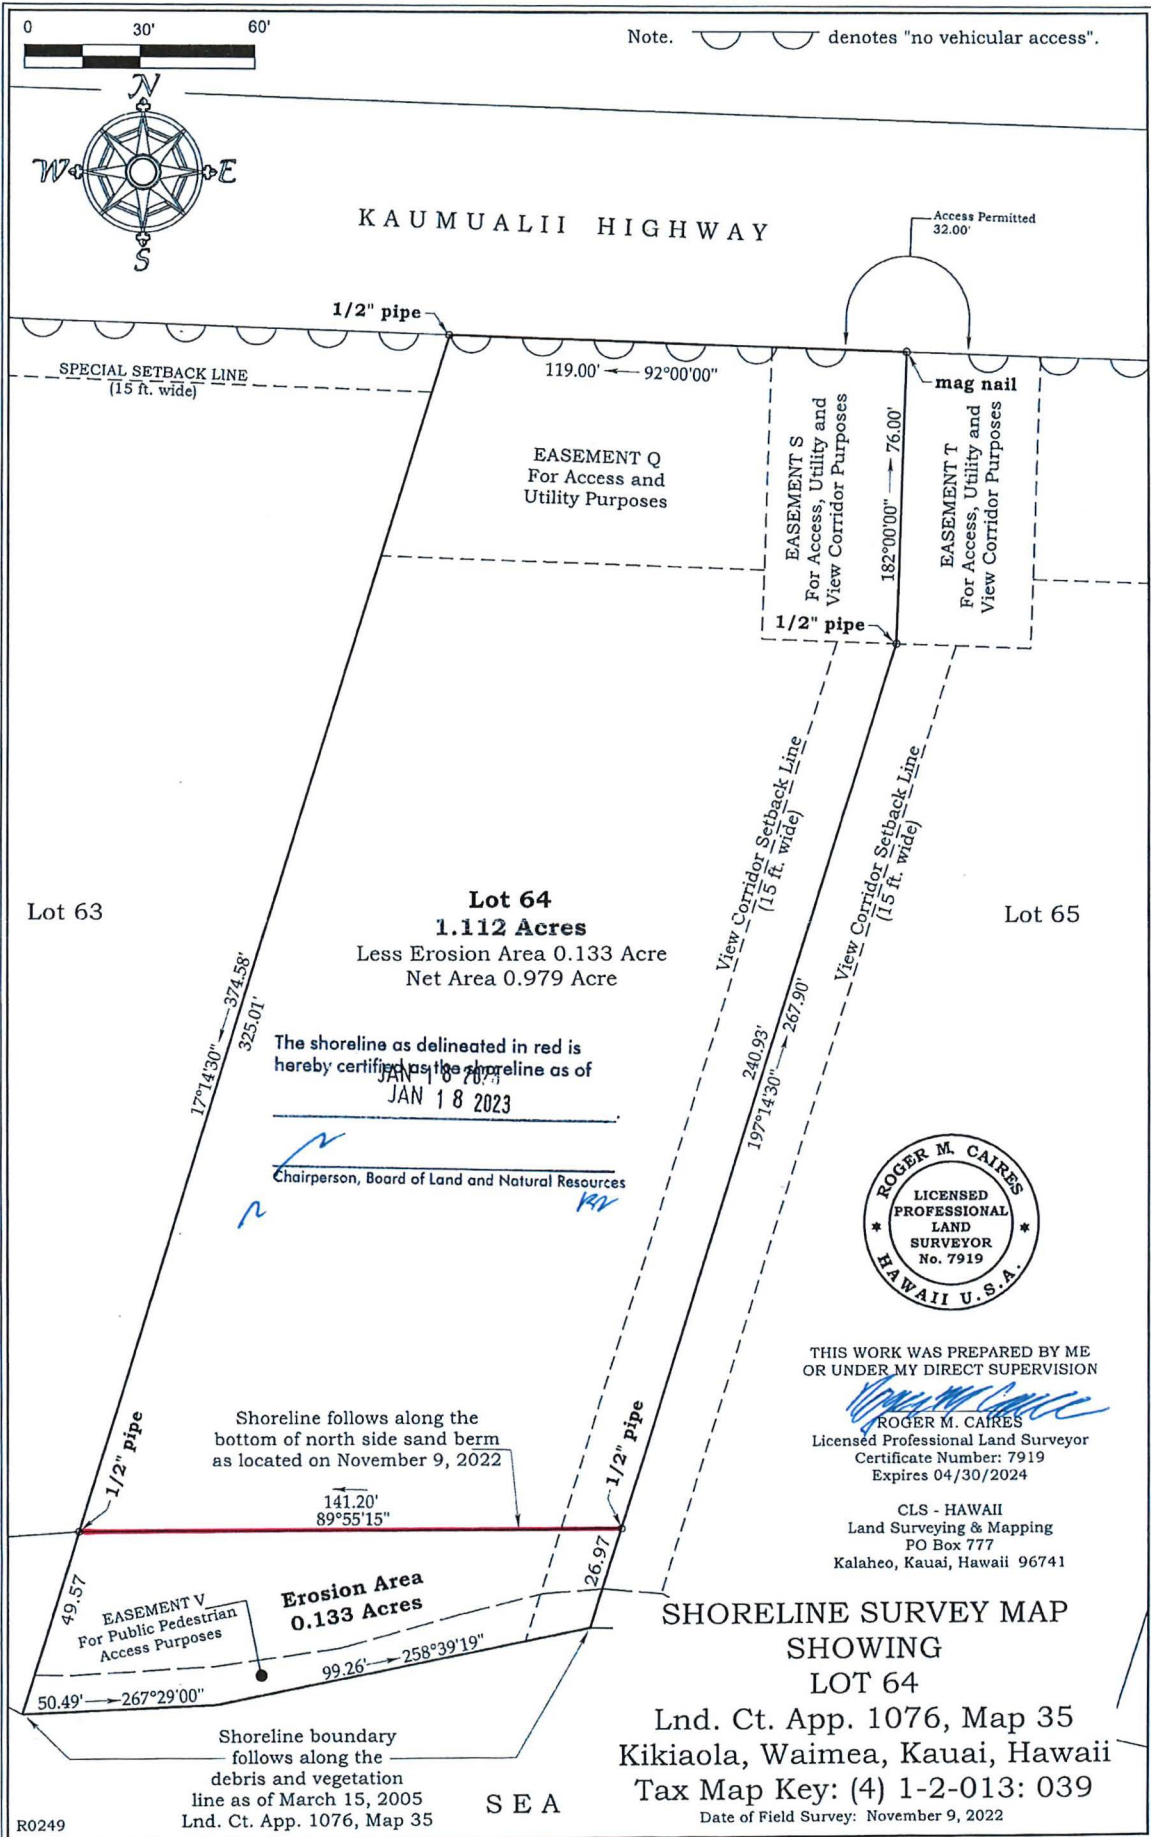 0 30' 60'
Note. denotes "no vehicular access".
N
W E
S
KAUMUALII HIGHWAY
Access Permitted
32.00'
1/2" pipe
SPECIAL SETBACK LINE
(15 ft. wide)
119.00' 92°00'00"
mag nail
EASEMENT Q
For Access and
Utility Purposes
EASEMENT S
For Access, Utility and
View Corridor Purposes
182°00'00" 76.00'
EASEMENT T
For Access, Utility and
View Corridor Purposes
1/2" pipe
View Corridor Setback Line
(15 ft. wide)
View Corridor Setback Line
(15 ft. wide)
Lot 63
Lot 64
1.112 Acres
Less Erosion Area 0.133 Acre
Net Area 0.979 Acre
Lot 65
17°14'30" 374.58'
325.01'
240.93'
197°14'30" 267.90'
The shoreline as delineated in red is
hereby certified as the shoreline as of
JAN 18 2023
Chairperson, Board of Land and Natural Resources
ROGER M. CAIRES
LICENSED
PROFESSIONAL
LAND
SURVEYOR
No. 7919
HAWAII U.S.A.
THIS WORK WAS PREPARED BY ME
OR UNDER MY DIRECT SUPERVISION
ROGER M. CAIRES
Licensed Professional Land Surveyor
Certificate Number: 7919
Expires 04/30/2024
CLS - HAWAII
Land Surveying & Mapping
PO Box 777
Kalaheo, Kauai, Hawaii 96741
1/2" pipe
Shoreline follows along the
bottom of north side sand berm
as located on November 9, 2022
1/2" pipe
141.20'
89°55'15"
49.57
26.97
EASEMENT V
For Public Pedestrian
Access Purposes
Erosion Area
0.133 Acres
50.49' 267°29'00"
99.26' 258°39'19"
Shoreline boundary
follows along the
debris and vegetation
line as of March 15, 2005
Lnd. Ct. App. 1076, Map 35
SEA
SHORELINE SURVEY MAP
SHOWING
LOT 64
Lnd. Ct. App. 1076, Map 35
Kikiaola, Waimea, Kauai, Hawaii
Tax Map Key: (4) 1-2-013: 039
Date of Field Survey: November 9, 2022
R0249